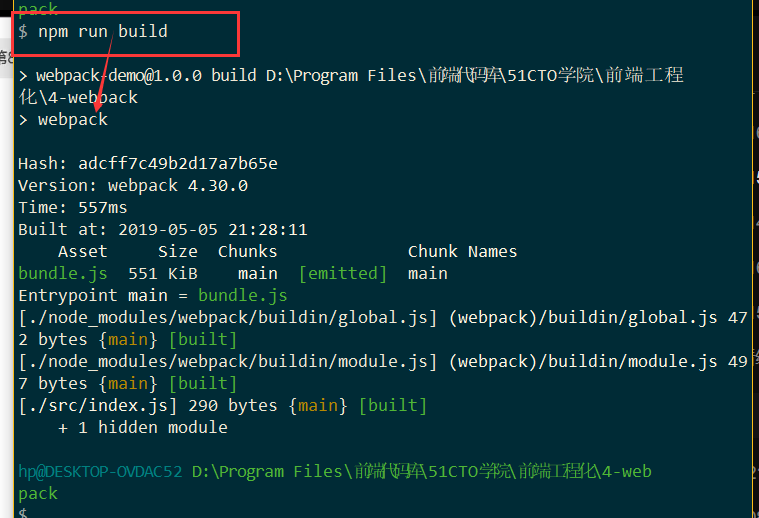 pack
$ npm run build
> webpack-demo@1.0.0 build D:\Program Files\前端代码库\51CTO学院\前端工程
化\4-webpack
> webpack
Hash: adcff7c49b2d17a7b65e
Version: webpack 4.30.0
Time: 557ms
Built at: 2019-05-05 21:28:11
Asset Size Chunks Chunk Names
bundle.js 551 KiB main [emitted] main
Entrypoint main = bundle.js
[./node_modules/webpack/buildin/global.js] (webpack)/buildin/global.js 47
2 bytes {main} [built]
[./node_modules/webpack/buildin/module.js] (webpack)/buildin/module.js 49
7 bytes {main} [built]
[./src/index.js] 290 bytes {main} [built]
+ 1 hidden module
hp@DESKTOP-OVDAC52 D:\Program Files\前端代码库\51CTO学院\前端工程化\4-web
pack
$